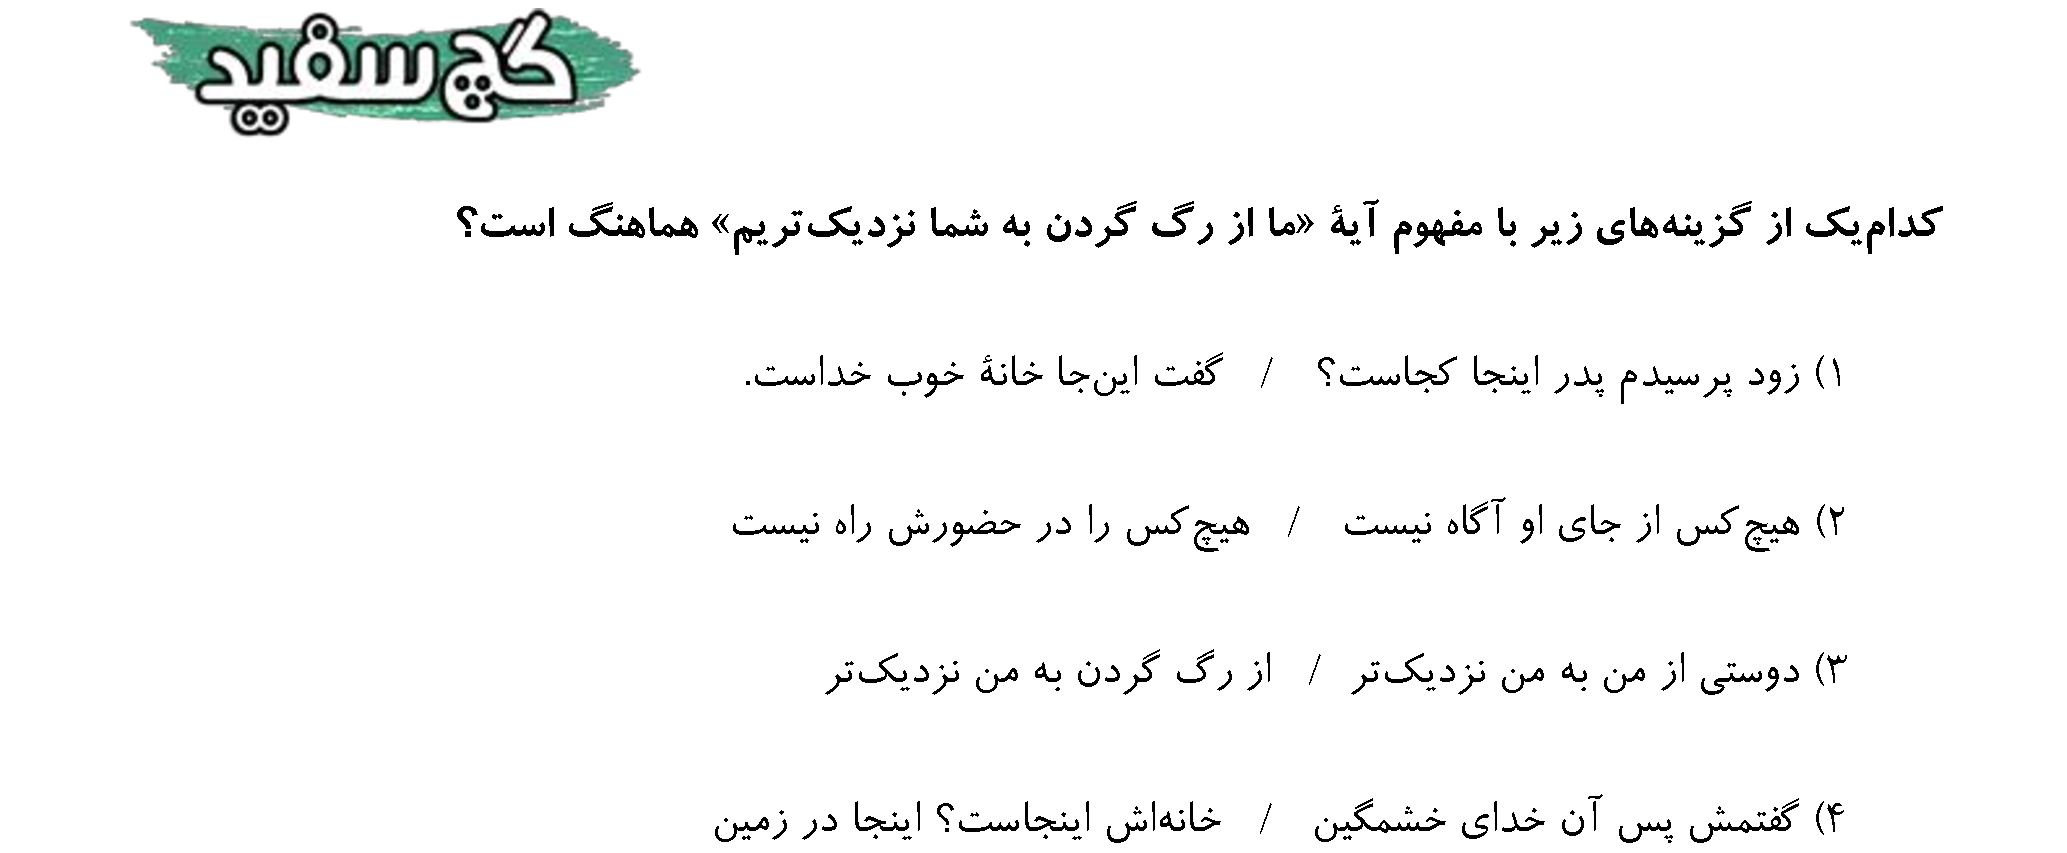 گچ سفید
کدام‌یک از گزینه‌های زیر با مفهوم آیهٔ «ما از رگ گردن به شما نزدیک‌تریم» هماهنگ است؟
۱) زود پرسیدم پدر اینجا کجاست؟ / گفت این‌جا خانهٔ خوب خداست.
۲) هیچ‌کس از جای او آگاه نیست / هیچ‌کس را در حضورش راه نیست
۳) دوستی از من به من نزدیک‌تر / از رگ گردن به من نزدیک‌تر
۴) گفتمش پس آن خدای خشمگین / خانه‌اش اینجاست؟ اینجا در زمین